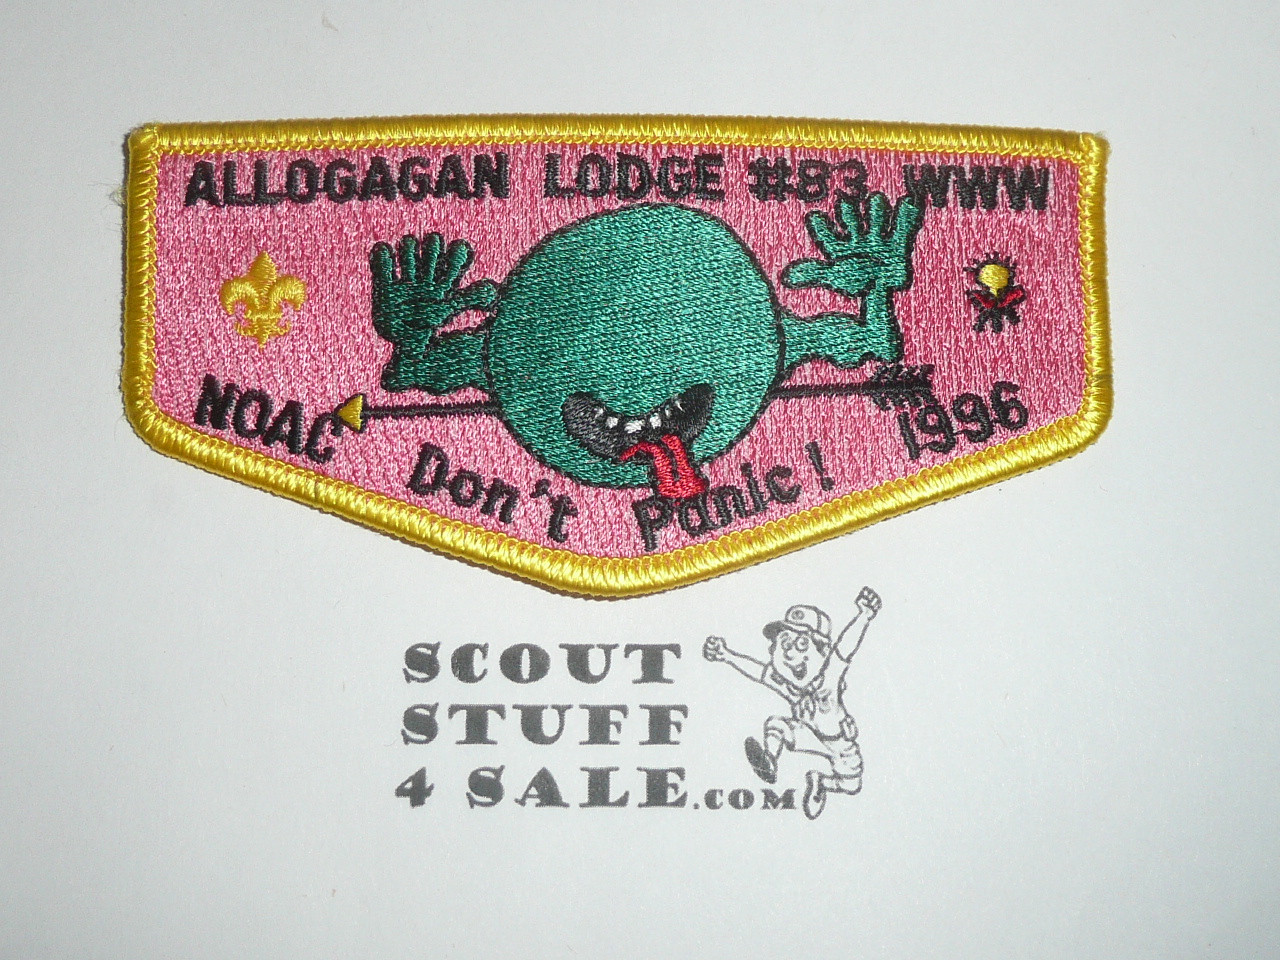 ALLOGAGAN LODGE #83 WWW
NOAC Don't Panic! 1996
SCOUT
STUFF
4 SALE.COM